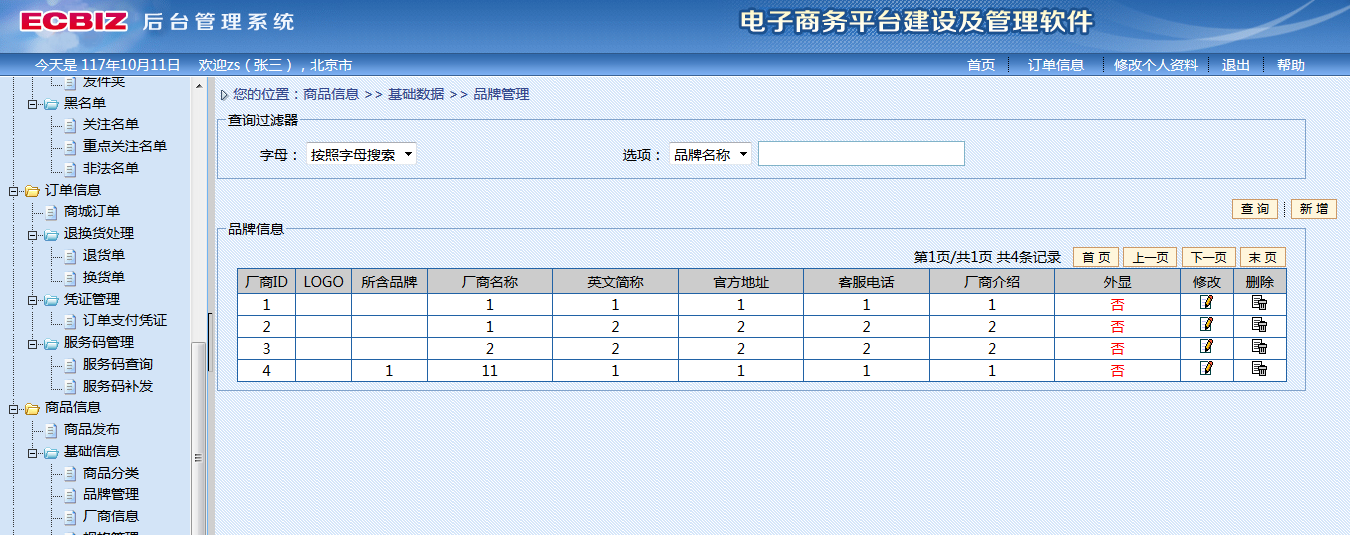 ECBIZ 后台管理系统
电子商务平台建设及管理软件
今天是 117年10月11日 欢迎zs（张三），北京市
首页 订单信息 修改个人资料 退出 帮助
发件夹
黑名单
关注名单
重点关注名单
非法名单
订单信息
商城订单
退换货处理
退货单
换货单
凭证管理
订单支付凭证
服务码管理
服务码查询
服务码补发
商品信息
商品发布
基础信息
商品分类
品牌管理
厂商信息
规格管理
您的位置：商品信息 >> 基础数据 >> 品牌管理
查询过滤器
字母： 按照字母搜索 选项： 品牌名称
查 询 新 增
品牌信息
第1页/共1页 共4条记录 首 页 上一页 下一页 末 页
厂商ID LOGO 所含品牌 厂商名称 英文简称 官方地址 客服电话 厂商介绍 外显 修改 删除
1 1 1 1 1 1 否
2 1 2 2 2 2 否
3 2 2 2 2 2 否
4 1 11 1 1 1 1 否